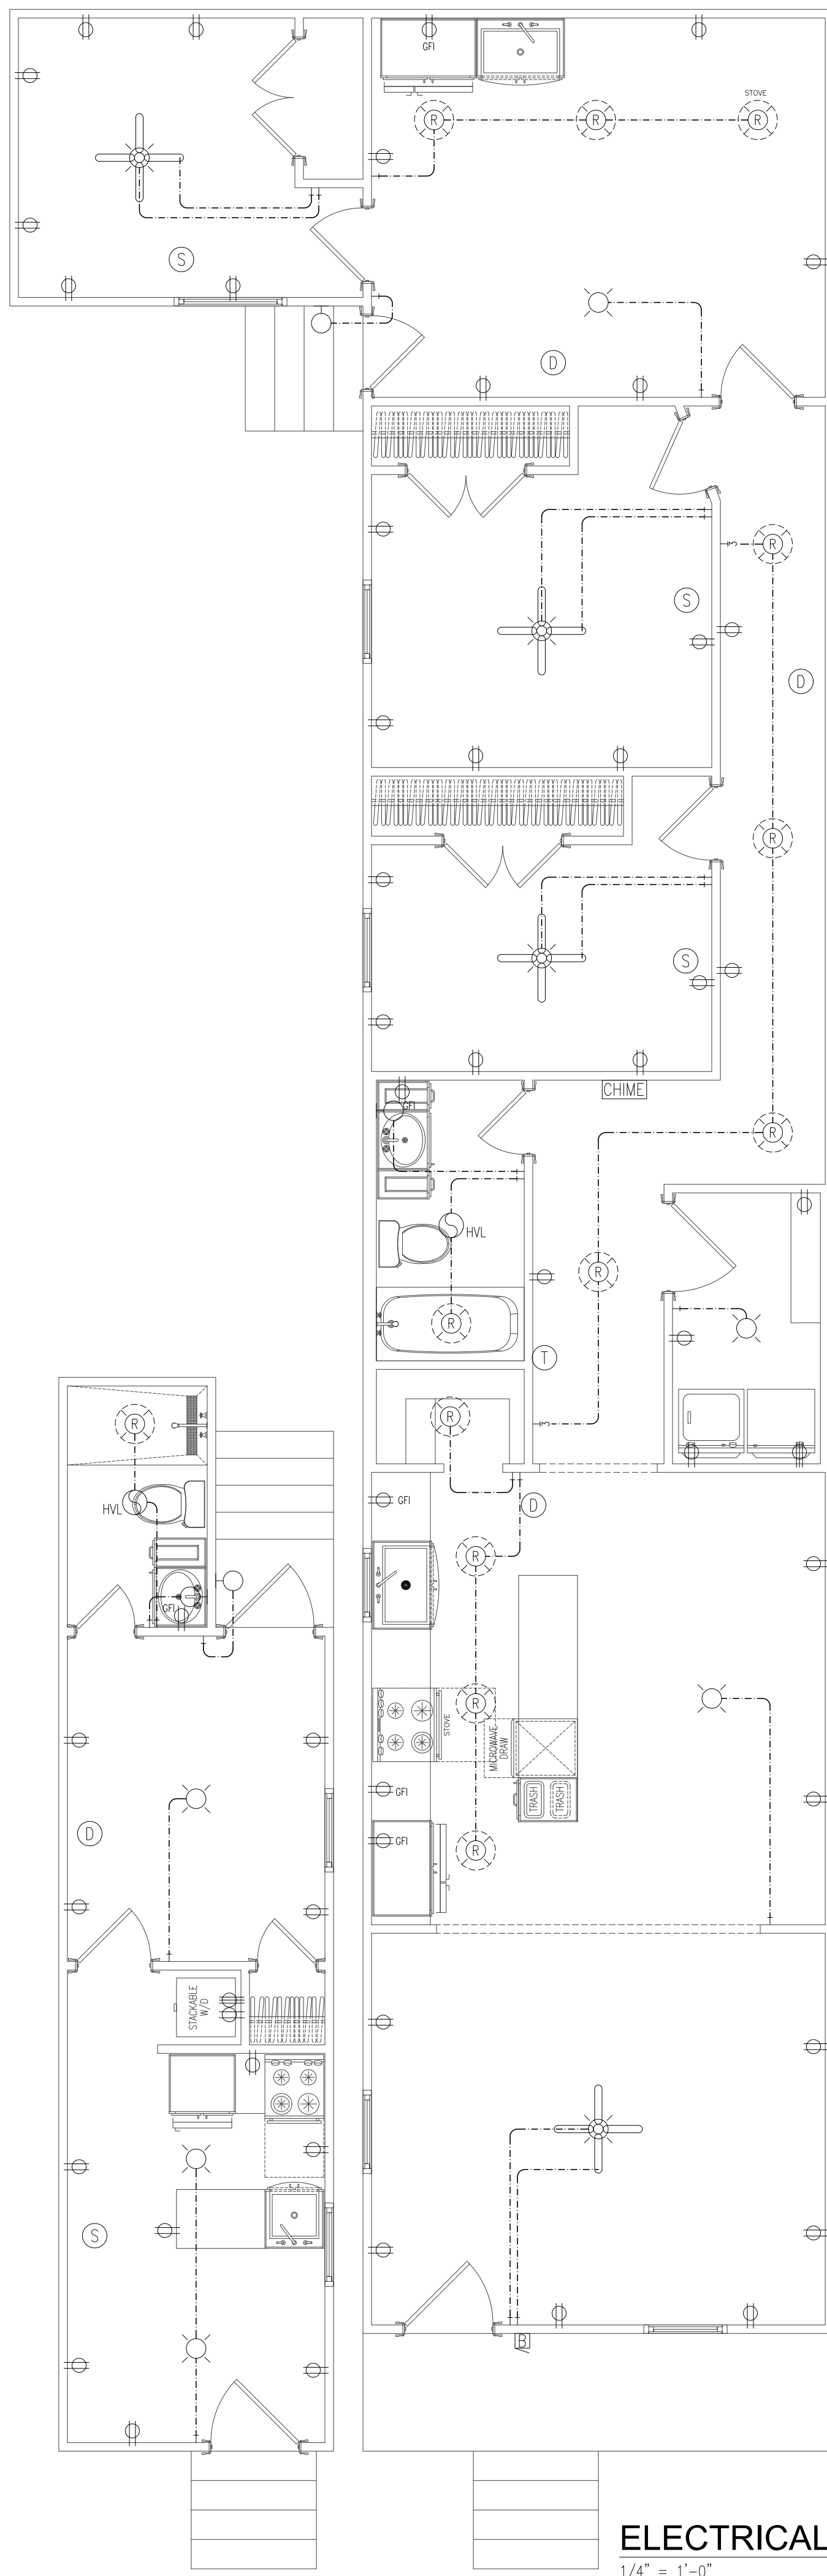 GFI
STOVE
R
R
R
S
D
R
S
D
R
S
CHIME
R
GFI
HVL
R
R
T
R
R
HVL
GFI
GFI
D
R
R
STOVE
MICROWAVE
DRAW
TRASH
TRASH
GFI
GFI
D
R
STACKABLE
W/D
S
B
ELECTRICAL
1/4" = 1'-0"